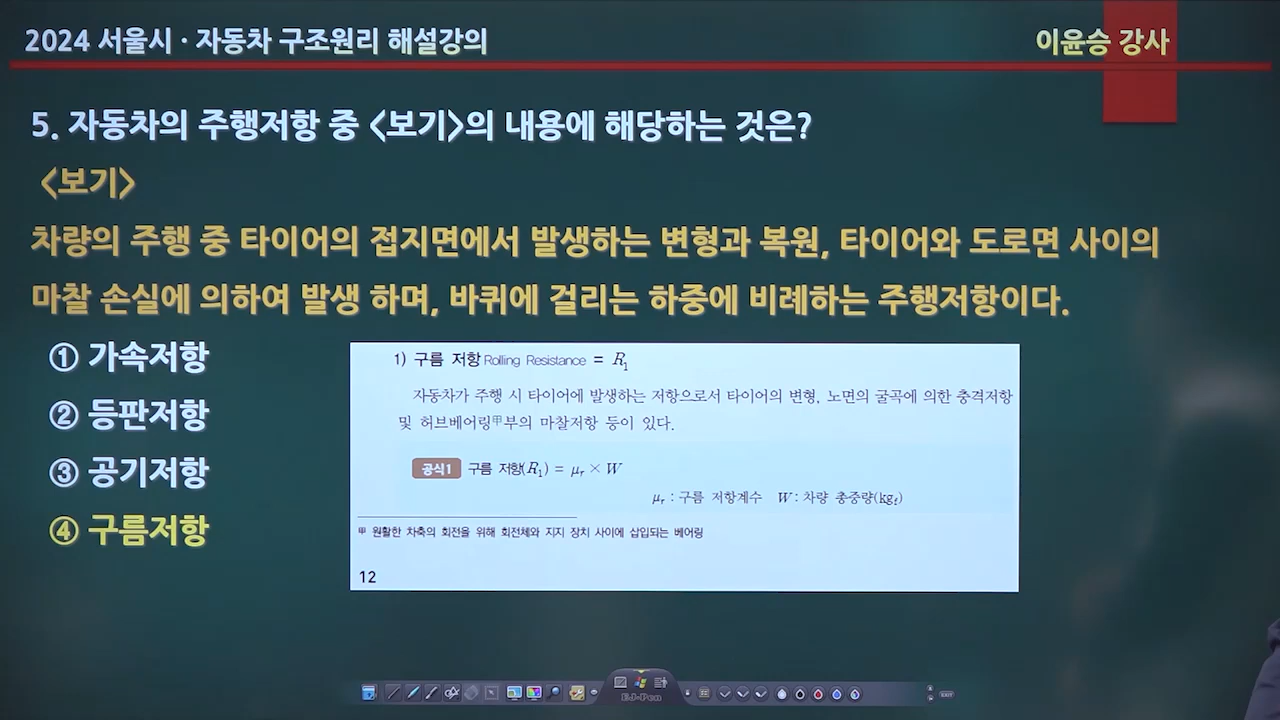 2024 서울시 · 자동차 구조원리 해설강의
이윤승 강사
5. 자동차의 주행저항 중 <보기>의 내용에 해당하는 것은?
<보기>
차량의 주행 중 타이어의 접지면에서 발생하는 변형과 복원, 타이어와 도로면 사이의
마찰 손실에 의하여 발생 하며, 바퀴에 걸리는 하중에 비례하는 주행저항이다.
① 가속저항
② 등판저항
③ 공기저항
④ 구름저항
1) 구름 저항 Rolling Resistance = R₁
자동차가 주행 시 타이어에 발생하는 저항으로서 타이어의 변형, 노면의 굴곡에 의한 충격저항
및 허브베어링甲부의 마찰저항 등이 있다.
공식1 구름 저항(R₁) = μᵣ × W
μᵣ : 구름 저항계수 W : 차량 총중량(kgf)
甲 원활한 차축의 회전을 위해 회전체와 지지 장치 사이에 삽입되는 베어링
12
EJ-Pen
EXIT